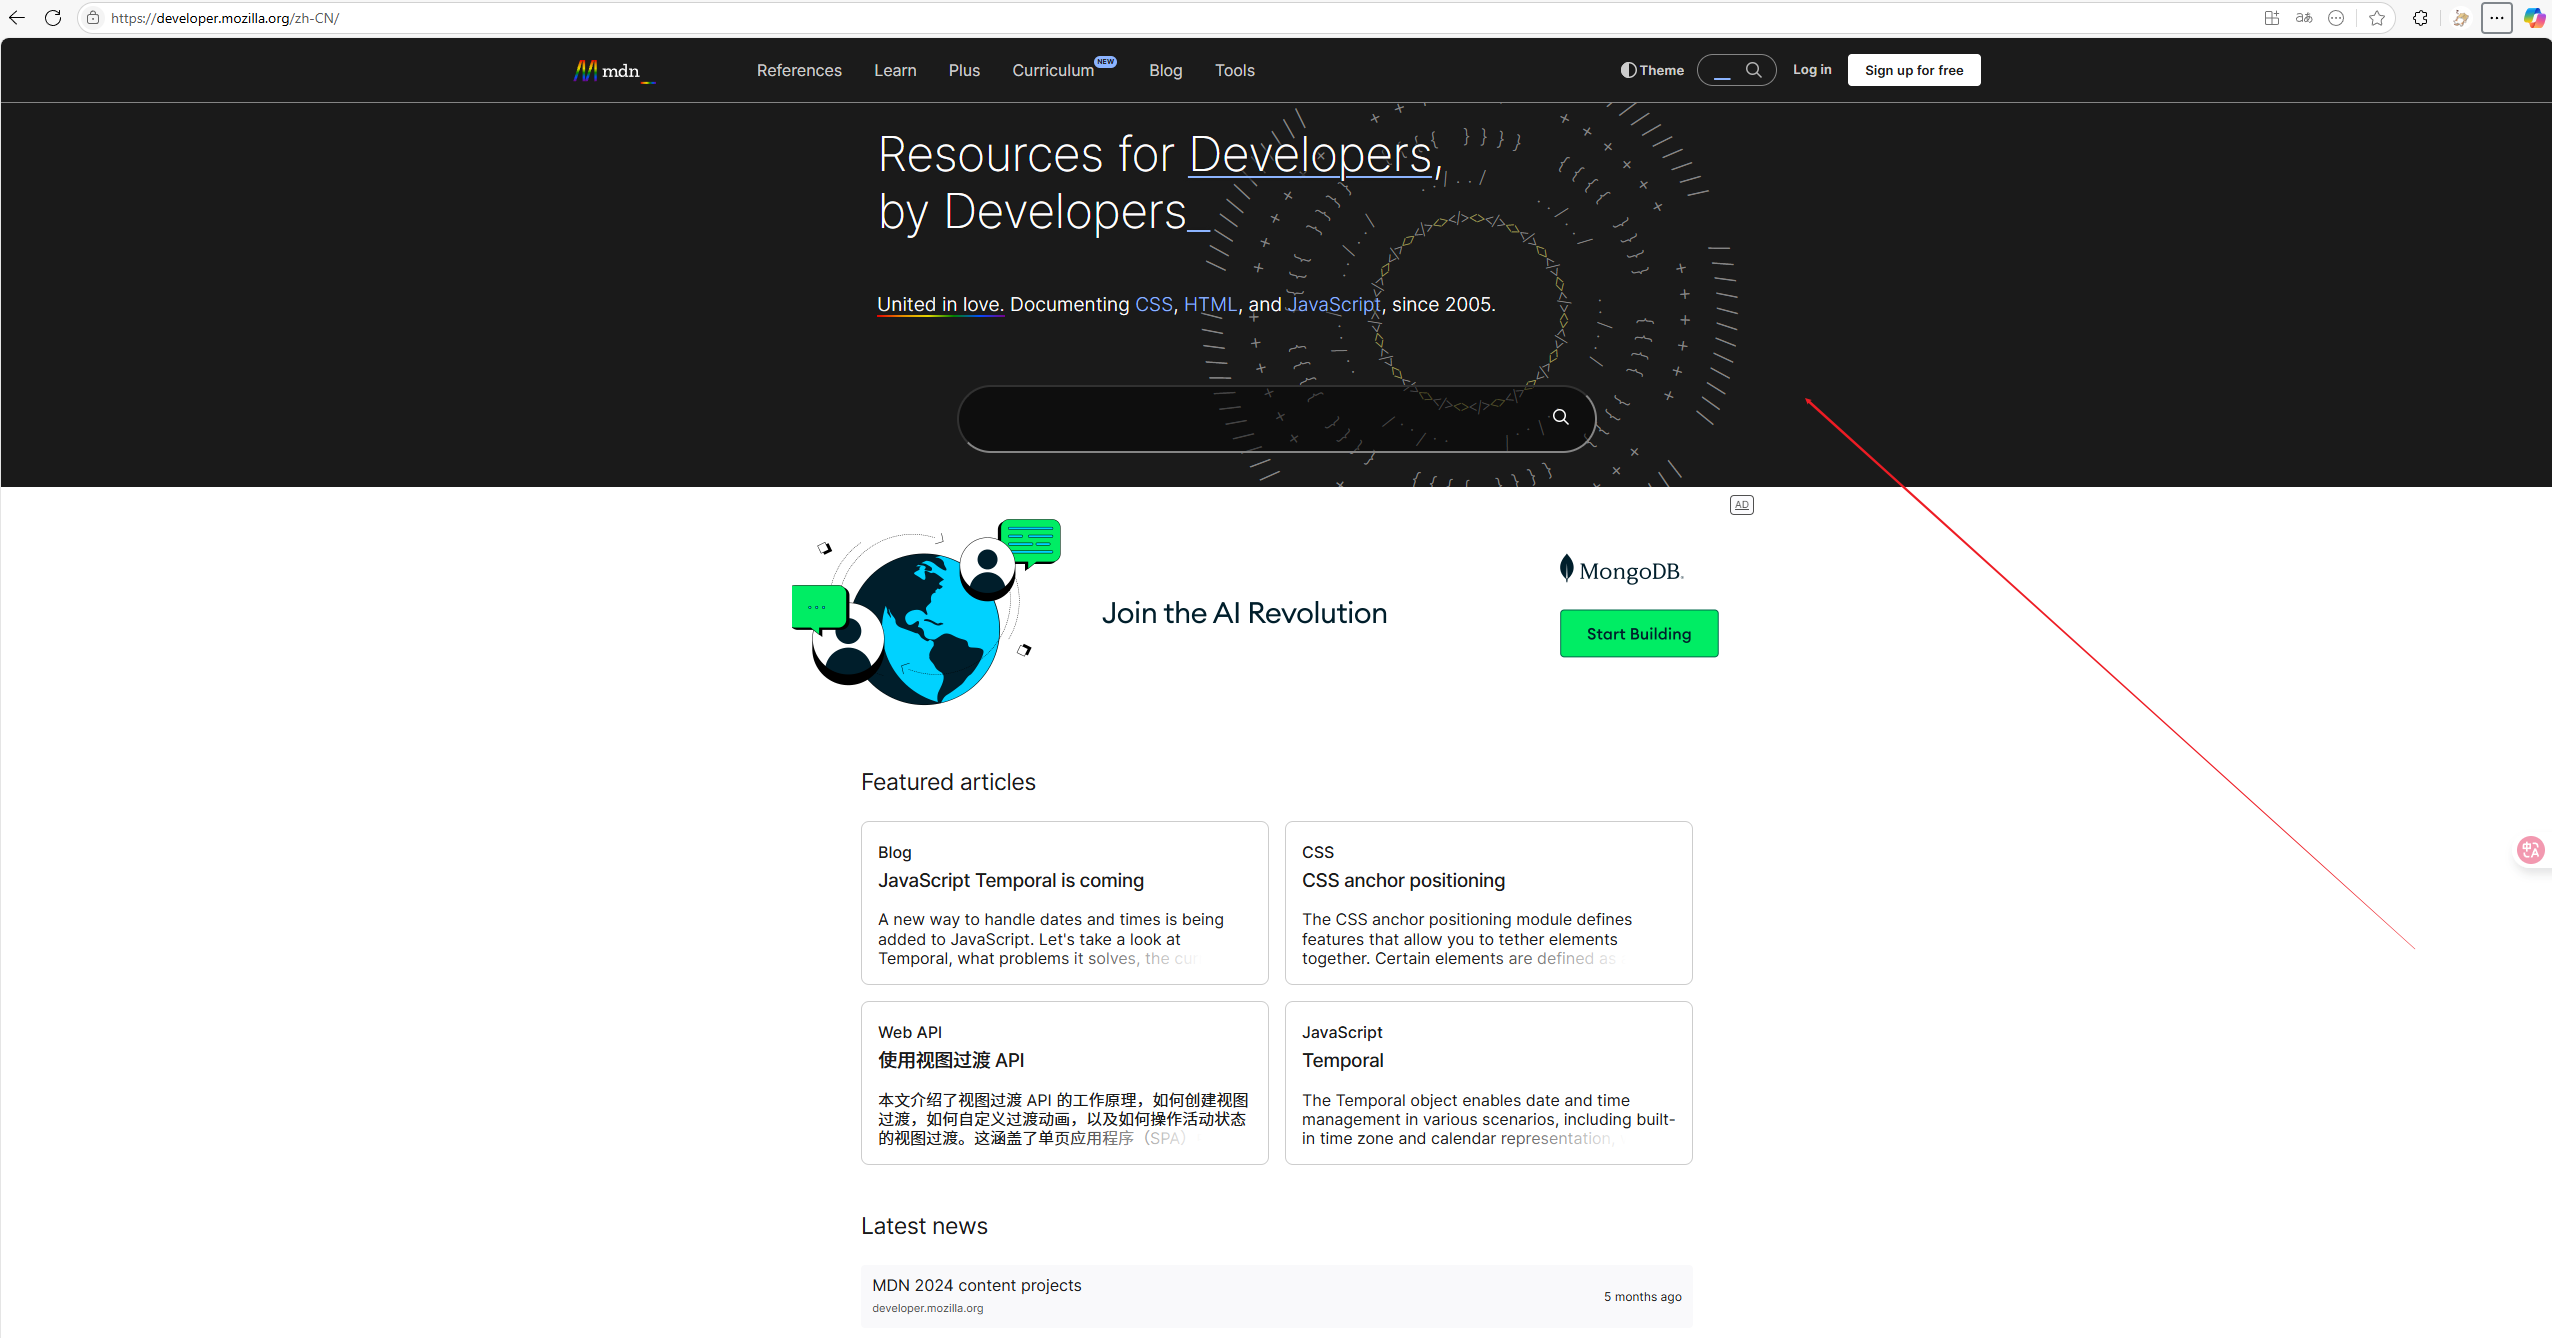 https://developer.mozilla.org/zh-CN/
mdn_
References Learn Plus Curriculum NEW Blog Tools
Theme Log in Sign up for free
Resources for Developers,
by Developers_
United in love. Documenting CSS, HTML, and JavaScript, since 2005.
AD
MongoDB.
Join the AI Revolution
Start Building
Featured articles
Blog
JavaScript Temporal is coming
A new way to handle dates and times is being
added to JavaScript. Let's take a look at
Temporal, what problems it solves, the cur
CSS
CSS anchor positioning
The CSS anchor positioning module defines
features that allow you to tether elements
together. Certain elements are defined as
Web API
使用视图过渡 API
本文介绍了视图过渡 API 的工作原理，如何创建视图
过渡，如何自定义过渡动画，以及如何操作活动状态
的视图过渡。这涵盖了单页应用程序（SPA）
JavaScript
Temporal
The Temporal object enables date and time
management in various scenarios, including built-
in time zone and calendar representation,
Latest news
MDN 2024 content projects
developer.mozilla.org
5 months ago